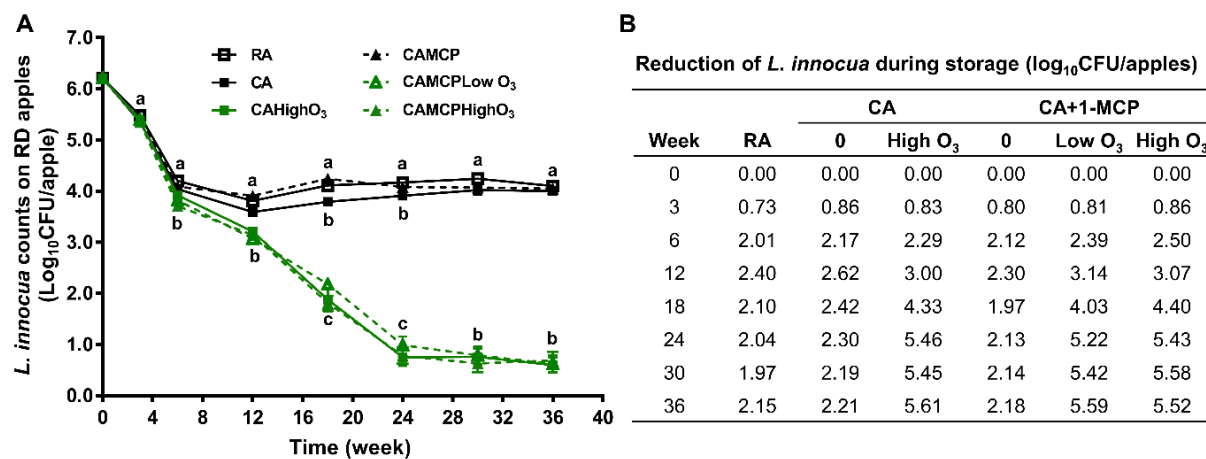 A
L. innocua counts on RD apples
(Log₁₀CFU/apple)
7.0
6.0
5.0
4.0
3.0
2.0
1.0
0.0
RA
CA
CAHighO₃
CAMCP
CAMCPLow O₃
CAMCPHighO₃
a
a
a
a
a
a
a
b
b
b
b
c
c
b
b
0
4
8
12
16
20
24
28
32
36
40
Time (week)
B
Reduction of L. innocua during storage (log₁₀CFU/apples)
CA CA+1-MCP
Week RA 0 High O₃ 0 Low O₃ High O₃
0 0.00 0.00 0.00 0.00 0.00 0.00
3 0.73 0.86 0.83 0.80 0.81 0.86
6 2.01 2.17 2.29 2.12 2.39 2.50
12 2.40 2.62 3.00 2.30 3.14 3.07
18 2.10 2.42 4.33 1.97 4.03 4.40
24 2.04 2.30 5.46 2.13 5.22 5.43
30 1.97 2.19 5.45 2.14 5.42 5.58
36 2.15 2.21 5.61 2.18 5.59 5.52